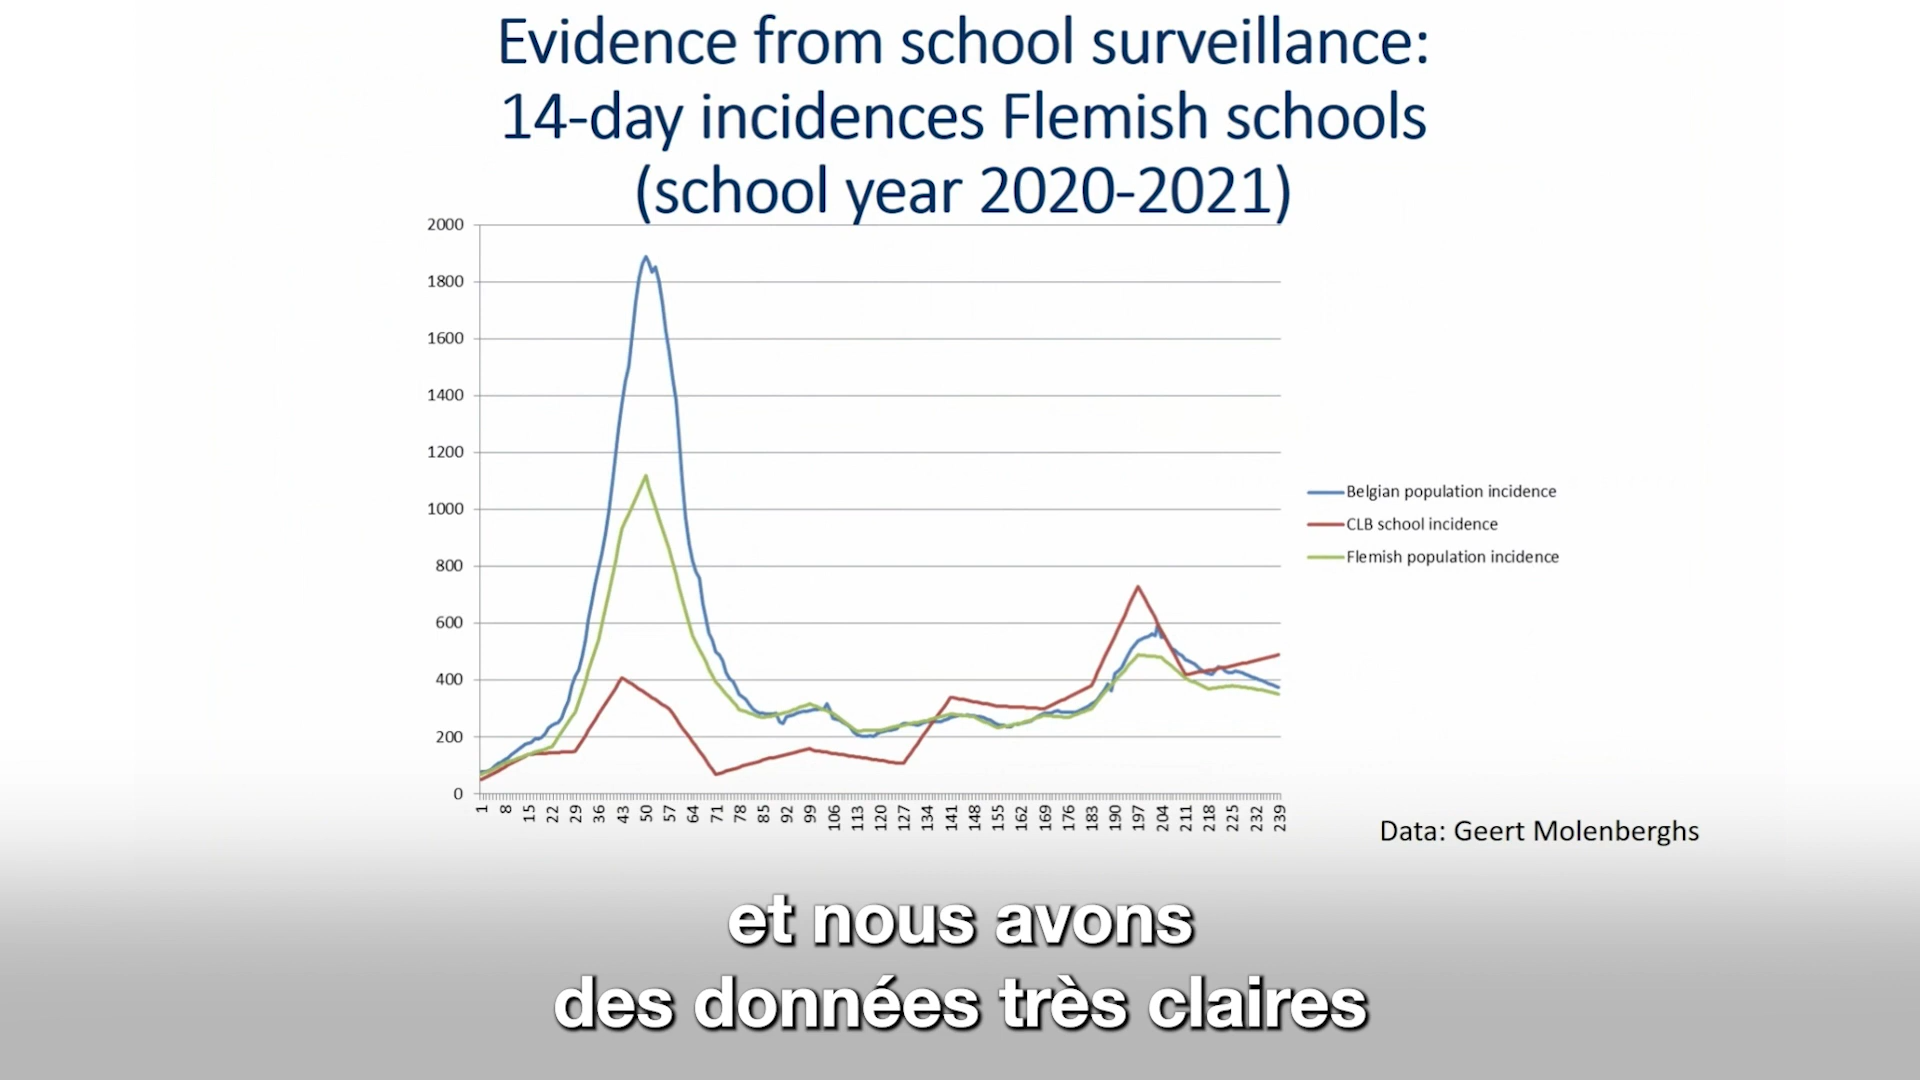 Evidence from school surveillance:
14-day incidences Flemish schools
(school year 2020-2021)
2000
1800
1600
1400
1200
1000
800
600
400
200
0
1 8 15 22 29 36 43 50 57 64 71 78 85 92 99 106 113 120 127 134 141 148 155 162 169 176 183 190 197 204 211 218 225 232 239
Belgian population incidence
CLB school incidence
Flemish population incidence
Data: Geert Molenberghs
et nous avons
des données très claires